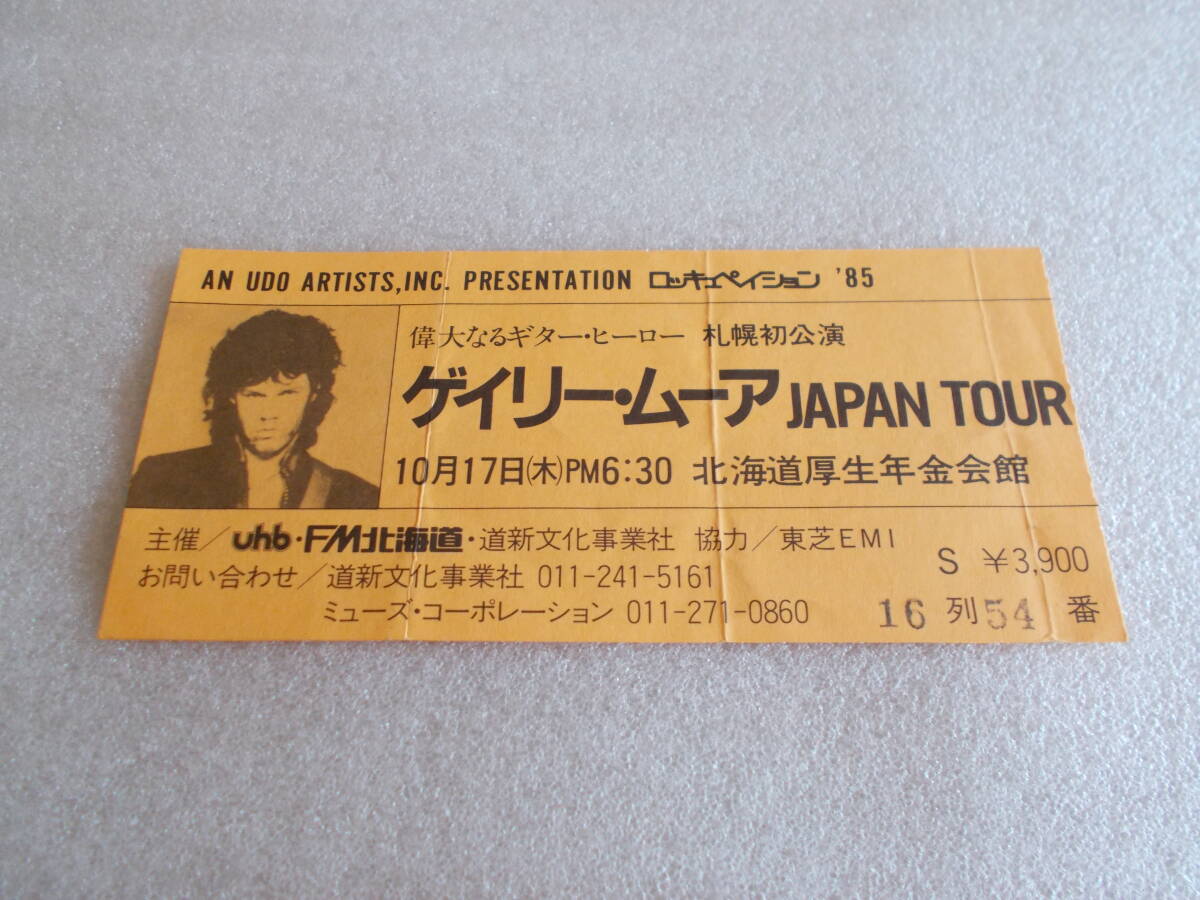 AN UDO ARTISTS,INC. PRESENTATION ロッキュペイション '85
偉大なるギター・ヒーロー 札幌初公演
ゲイリー・ムーア JAPAN TOUR
10月17日(木)PM6:30 北海道厚生年金会館
主催/uhb・FM北海道・道新文化事業社 協力/東芝EMI
お問い合わせ/道新文化事業社 011-241-5161
ミューズ・コーポレーション 011-271-0860
S ¥3,900
16列54番